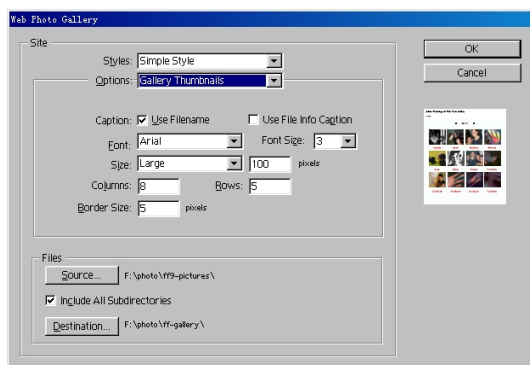 Web Photo Gallery
Site
Styles: Simple Style
Options: Gallery Thumbnails
Caption: Use Filename Use File Info Caption
Font: Arial Font Size: 3
Size: Large 100 pixels
Columns: 8 Rows: 5
Border Size: 5 pixels
Files
Source... F:\photo\ff9-pictures\
Include All Subdirectories
Destination... F:\photo\ff-gallery\
OK
Cancel